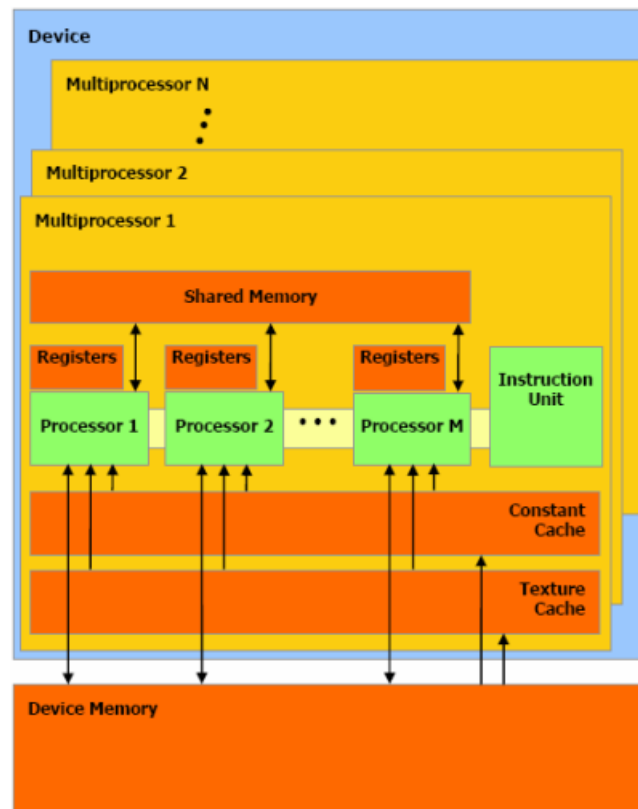 Device
Multiprocessor N
Multiprocessor 2
Multiprocessor 1
Shared Memory
Registers
Registers
Registers
Instruction
Unit
Processor 1
Processor 2
Processor M
Constant
Cache
Texture
Cache
Device Memory